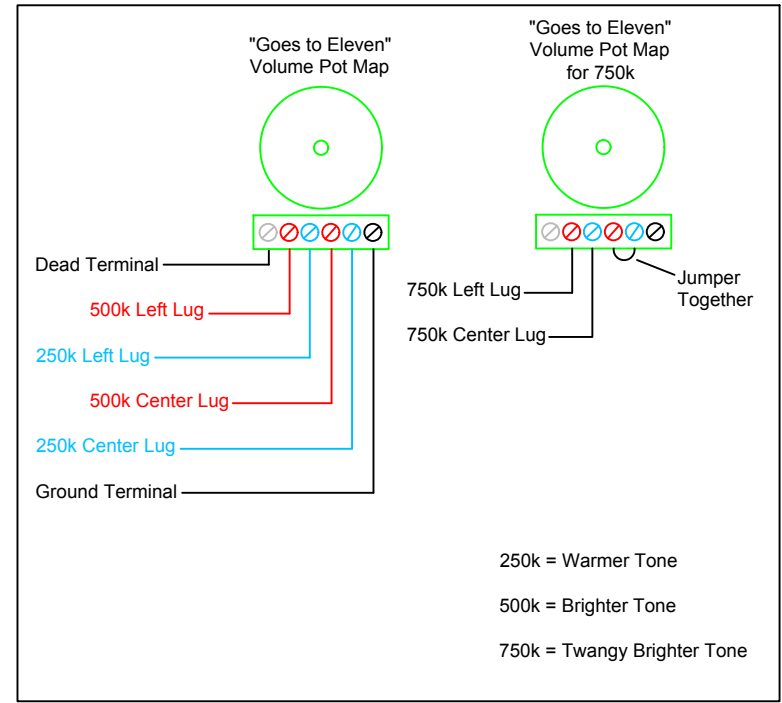 "Goes to Eleven"
Volume Pot Map
"Goes to Eleven"
Volume Pot Map
for 750k
Dead Terminal
500k Left Lug
250k Left Lug
500k Center Lug
250k Center Lug
Ground Terminal
750k Left Lug
750k Center Lug
Jumper
Together
250k = Warmer Tone
500k = Brighter Tone
750k = Twangy Brighter Tone